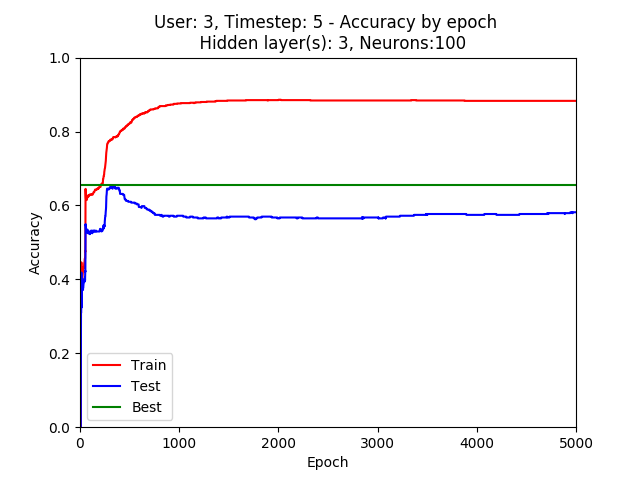 User: 3, Timestep: 5 - Accuracy by epoch
Hidden layer(s): 3, Neurons:100
1.0
0.8
0.6
0.4
0.2
0.0
Accuracy
Train
Test
Best
0 1000 2000 3000 4000 5000
Epoch